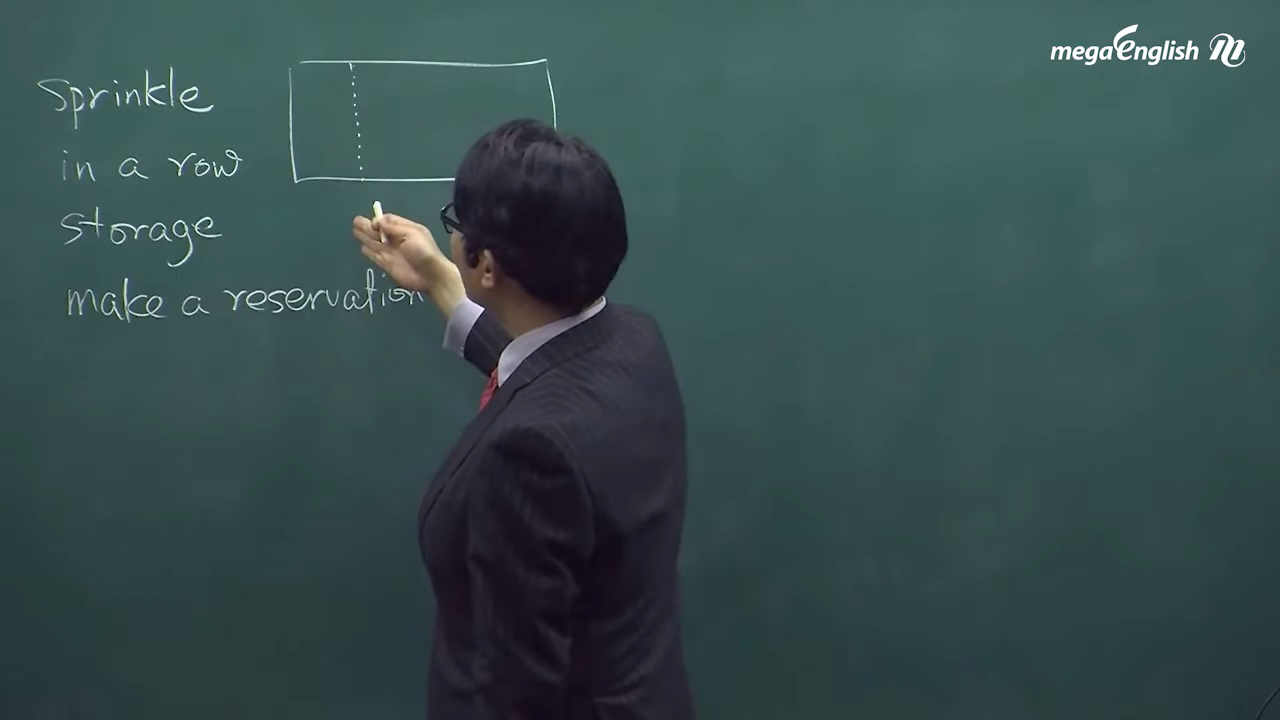 megaEnglish
Sprinkle
in a row
storage
make a reservation